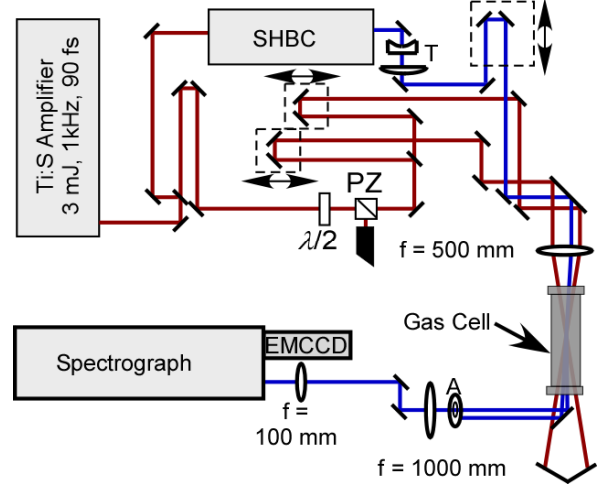 SHBC
T
Ti:S Amplifier
3 mJ, 1kHz, 90 fs
PZ
λ/2
f = 500 mm
Gas Cell
EMCCD
Spectrograph
A
f =
100 mm
f = 1000 mm